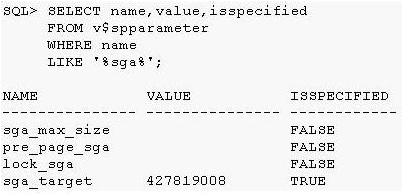 SQL> SELECT name,value,isspecified
FROM v$spparameter
WHERE name
LIKE '%sga%';
NAME VALUE ISSPECIFIED
--------------- --------------- -------------
sga_max_size FALSE
pre_page_sga FALSE
lock_sga FALSE
sga_target 427819008 TRUE